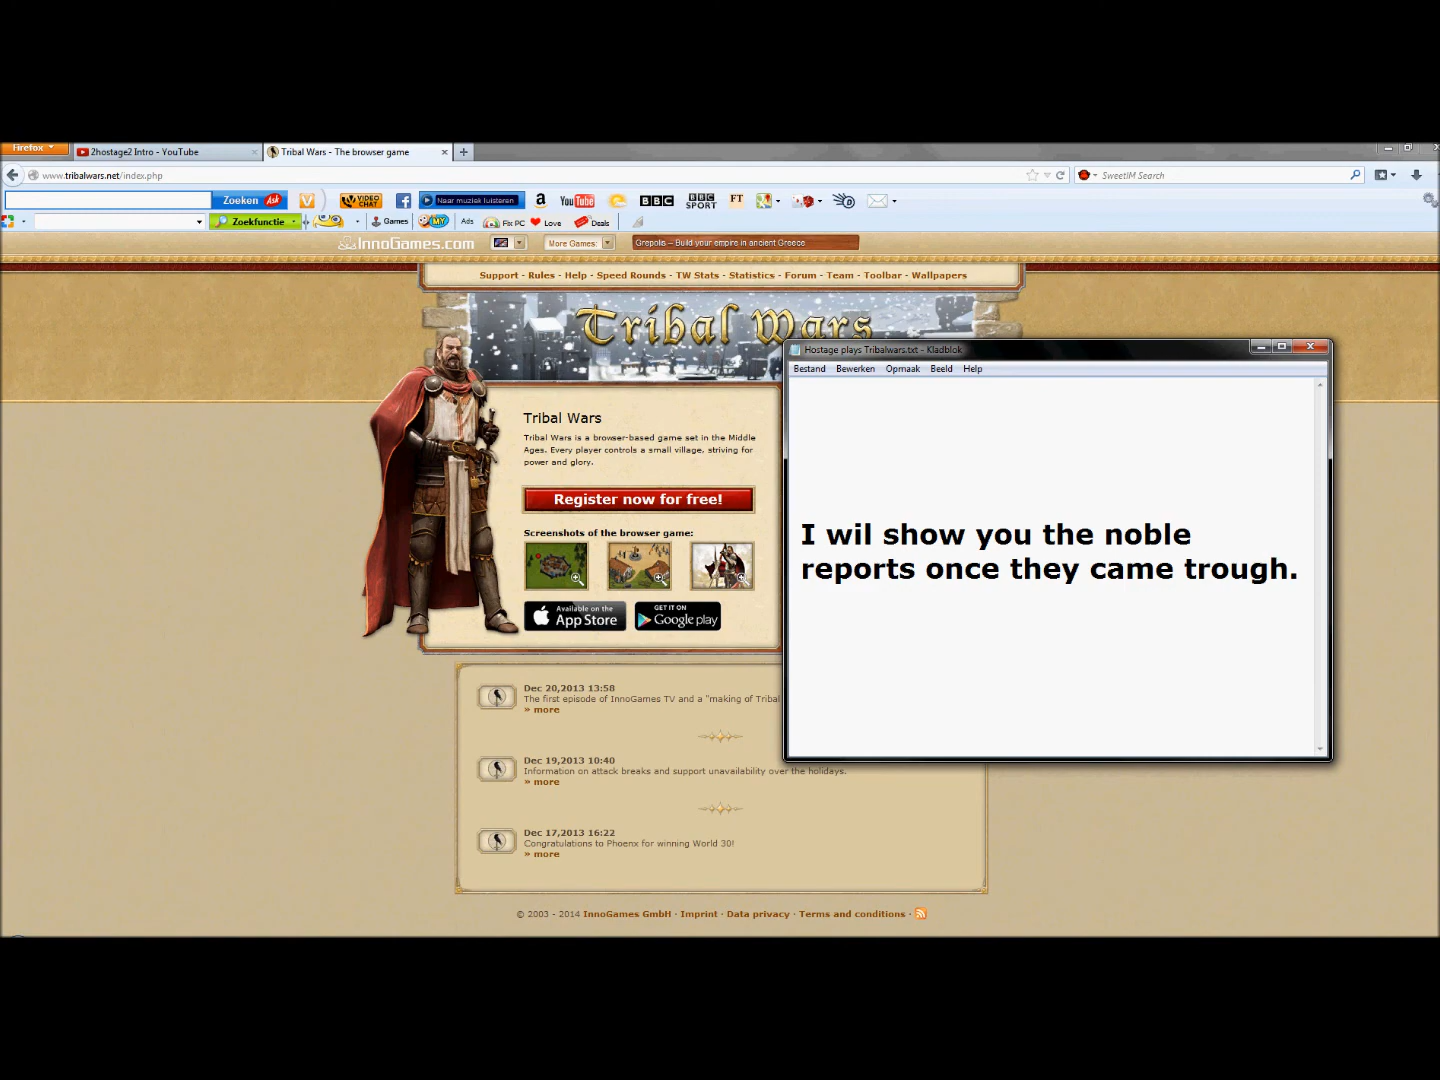 Firefox
2hostage2 Intro - YouTube
Tribal Wars - The browser game
www.tribalwars.net/index.php
SweetIM Search
Zoeken Ask
VIDEO CHAT
Naar muziek luisteren
YouTube
BBC
BBC SPORT
FT
Zoekfunctie
Games
MY
Ads
Fix PC
Love
Deals
InnoGames.com
More Games:
Grepolis – Build your empire in ancient Greece
Support - Rules - Help - Speed Rounds - TW Stats - Statistics - Forum - Team - Toolbar - Wallpapers
Tribal Wars
Hostage plays Tribalwars.txt - Kladblok
Bestand Bewerken Opmaak Beeld Help
I wil show you the noble
reports once they came trough.
Tribal Wars
Tribal Wars is a browser-based game set in the Middle
Ages. Every player controls a small village, striving for
power and glory.
Register now for free!
Screenshots of the browser game:
Available on the
App Store
GET IT ON
Google play
Dec 20,2013 13:58
The first episode of InnoGames TV and a "making of Tribal
» more
Dec 19,2013 10:40
Information on attack breaks and support unavailability over the holidays.
» more
Dec 17,2013 16:22
Congratulations to Phoenx for winning World 30!
» more
© 2003 - 2014 InnoGames GmbH · Imprint · Data privacy · Terms and conditions ·